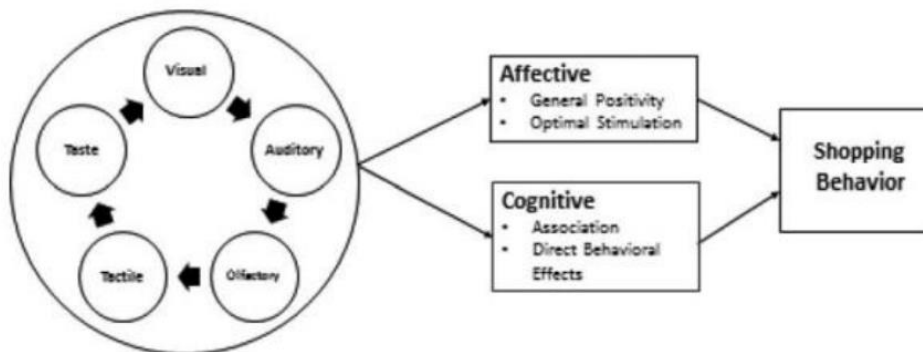 Visual
Auditory
Olfactory
Tactile
Taste
Affective
• General Positivity
• Optimal Stimulation
Cognitive
• Association
• Direct Behavioral
Effects
Shopping
Behavior